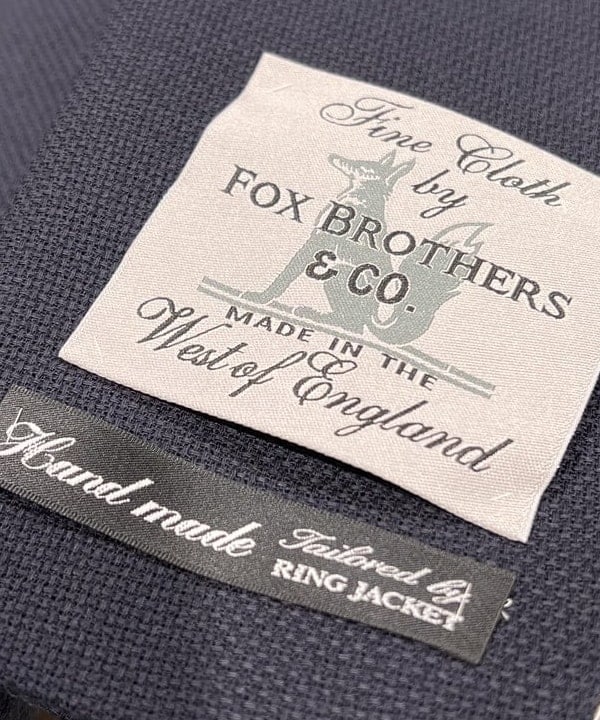 Fine Cloth
by
FOX BROTHERS
& CO.
MADE IN THE
West of England
Hand made
Tailored by
RING JACKET